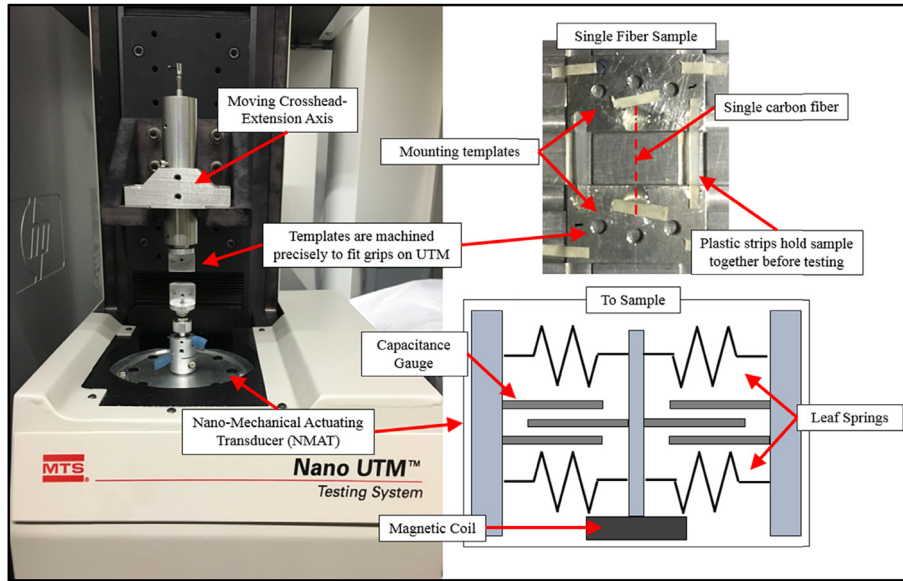 Single Fiber Sample
Moving Crosshead-
Extension Axis
Single carbon fiber
Mounting templates
Templates are machined
precisely to fit grips on UTM
Plastic strips hold sample
together before testing
To Sample
Capacitance
Gauge
Leaf Springs
Nano-Mechanical Actuating
Transducer (NMAT)
MTS
Nano UTM™
Testing System
Magnetic Coil
hp